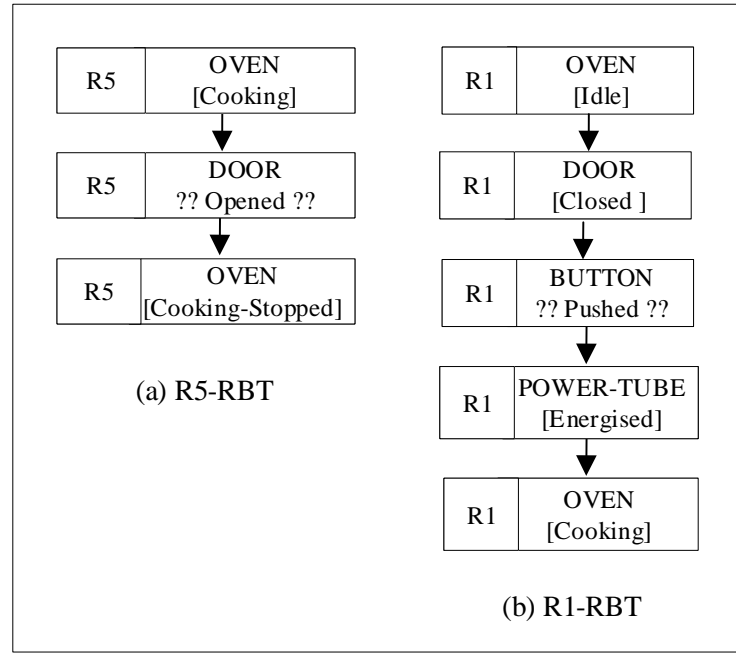 R5
OVEN
[Cooking]
R5
DOOR
?? Opened ??
R5
OVEN
[Cooking-Stopped]
(a) R5-RBT
R1
OVEN
[Idle]
R1
DOOR
[Closed ]
R1
BUTTON
?? Pushed ??
R1
POWER-TUBE
[Energised]
R1
OVEN
[Cooking]
(b) R1-RBT